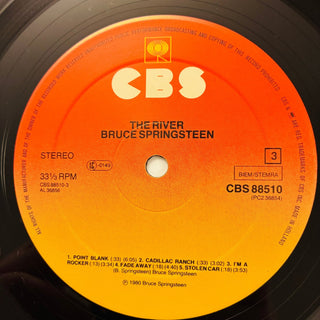 CBS
THE RIVER
BRUCE SPRINGSTEEN
STEREO
3
33⅓ RPM
CBS 88510-3
AL 36856
BIEM/STEMRA
CBS 88510
(PC2 36854)
1. POINT BLANK (33) (6.05) 2. CADILLAC RANCH (33) (3.02) 3. I'M A
ROCKER (13) (3.34) 4. FADE AWAY (18) (4.40) 5. STOLEN CAR (18) (3.53)
(B. Springsteen) Bruce Springsteen
℗ 1980 Bruce Springsteen